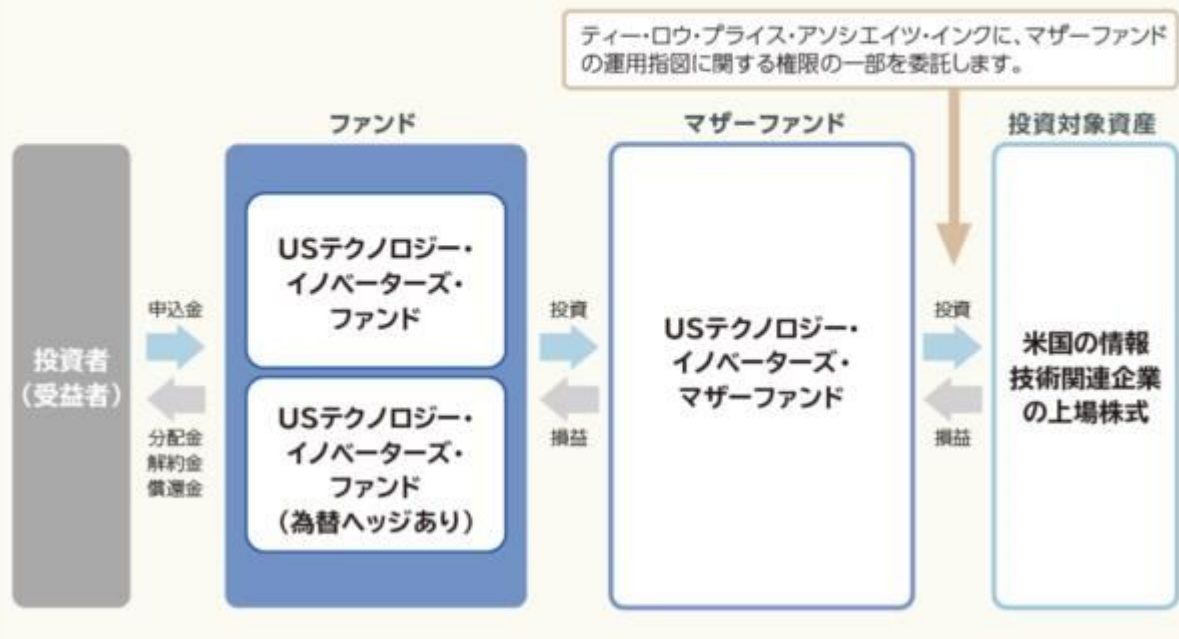 ティー・ロウ・プライス・アソシエイツ・インクに、マザーファンド
の運用指図に関する権限の一部を委託します。
ファンド
マザーファンド
投資対象資産
投資者
（受益者）
申込金
分配金
解約金
償還金
USテクノロジー・
イノベーターズ・
ファンド
USテクノロジー・
イノベーターズ・
ファンド
（為替ヘッジあり）
投資
損益
USテクノロジー・
イノベーターズ・
マザーファンド
投資
損益
米国の情報
技術関連企業
の上場株式